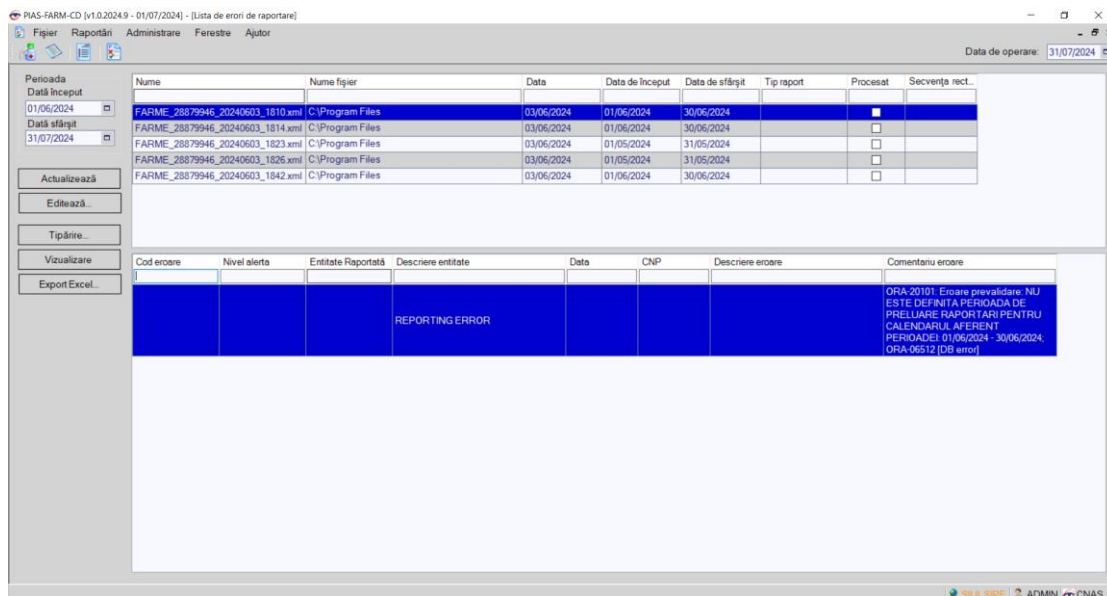 PIAS-FARM-CD [v1.0.2024.9 - 01/07/2024] - [Lista de erori de raportare]
Fişier Raportări Administrare Ferestre Ajutor
Data de operare: 31/07/2024
Perioada
Dată început
01/06/2024
Dată sfârşit
31/07/2024
Actualizează
Editează...
Tipărire...
Vizualizare
Export Excel...
Nume Nume fişier Data Data de început Data de sfârşit Tip raport Procesat Secvenţa rect...
FARME_28879946_20240603_1810.xml C:\Program Files 03/06/2024 01/06/2024 30/06/2024
FARME_28879946_20240603_1814.xml C:\Program Files 03/06/2024 01/06/2024 30/06/2024
FARME_28879946_20240603_1823.xml C:\Program Files 03/06/2024 01/05/2024 31/05/2024
FARME_28879946_20240603_1826.xml C:\Program Files 03/06/2024 01/05/2024 31/05/2024
FARME_28879946_20240603_1842.xml C:\Program Files 03/06/2024 01/06/2024 30/06/2024
Cod eroare Nivel alerta Entitate Raportată Descriere entitate Data CNP Descriere eroare Comentariu eroare
REPORTING ERROR
ORA-20101: Eroare prevalidare: NU
ESTE DEFINITA PERIOADA DE
PRELUARE RAPORTARI PENTRU
CALENDARUL AFERENT
PERIOADEI: 01/06/2024 - 30/06/2024;
ORA-06512 [DB error]
SIUI, SIPE ADMIN CNAS